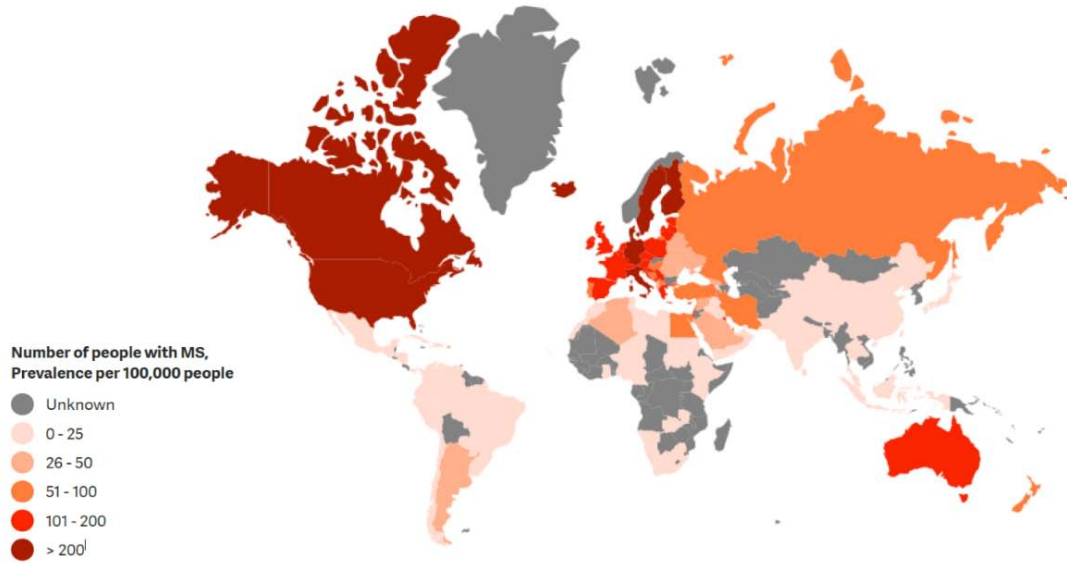 Number of people with MS,
Prevalence per 100,000 people
Unknown
0 - 25
26 - 50
51 - 100
101 - 200
> 200